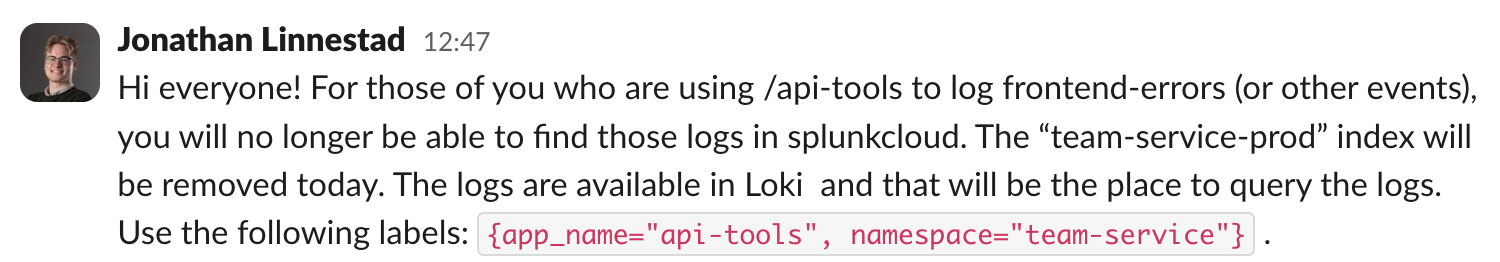 Jonathan Linnestad 12:47
Hi everyone! For those of you who are using /api-tools to log frontend-errors (or other events),
you will no longer be able to find those logs in splunkcloud. The “team-service-prod” index will
be removed today. The logs are available in Loki  and that will be the place to query the logs.
Use the following labels: {app_name="api-tools", namespace="team-service"} .